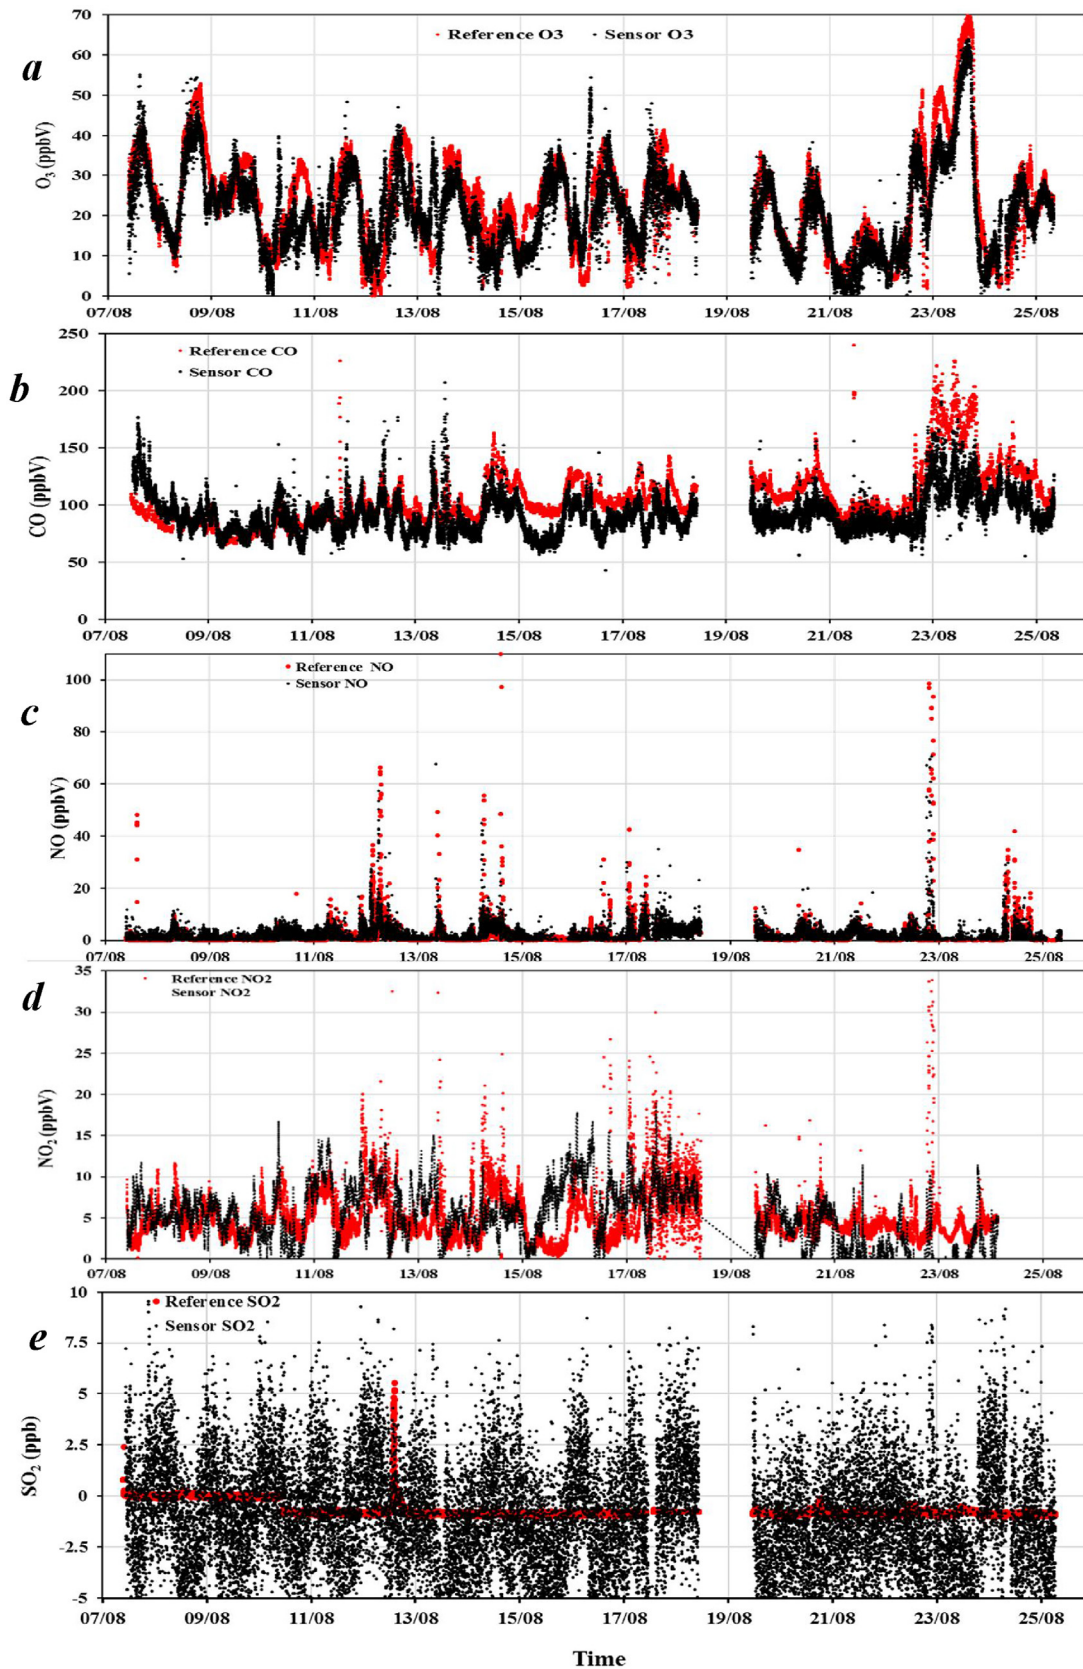 a
Reference O3 Sensor O3
O₃ (ppbV)
70
60
50
40
30
20
10
0
07/08 09/08 11/08 13/08 15/08 17/08 19/08 21/08 23/08 25/08
b
Reference CO
Sensor CO
CO (ppbV)
250
200
150
100
50
0
07/08 09/08 11/08 13/08 15/08 17/08 19/08 21/08 23/08 25/08
c
Reference NO
Sensor NO
NO (ppbV)
100
80
60
40
20
0
07/08 09/08 11/08 13/08 15/08 17/08 19/08 21/08 23/08 25/08
d
Reference NO2
Sensor NO2
NO₂ (ppbV)
35
30
25
20
15
10
5
0
07/08 09/08 11/08 13/08 15/08 17/08 19/08 21/08 23/08 25/08
e
Reference SO2
Sensor SO2
SO₂ (ppb)
10
7.5
5
2.5
0
-2.5
-5
07/08 09/08 11/08 13/08 15/08 17/08 19/08 21/08 23/08 25/08
Time